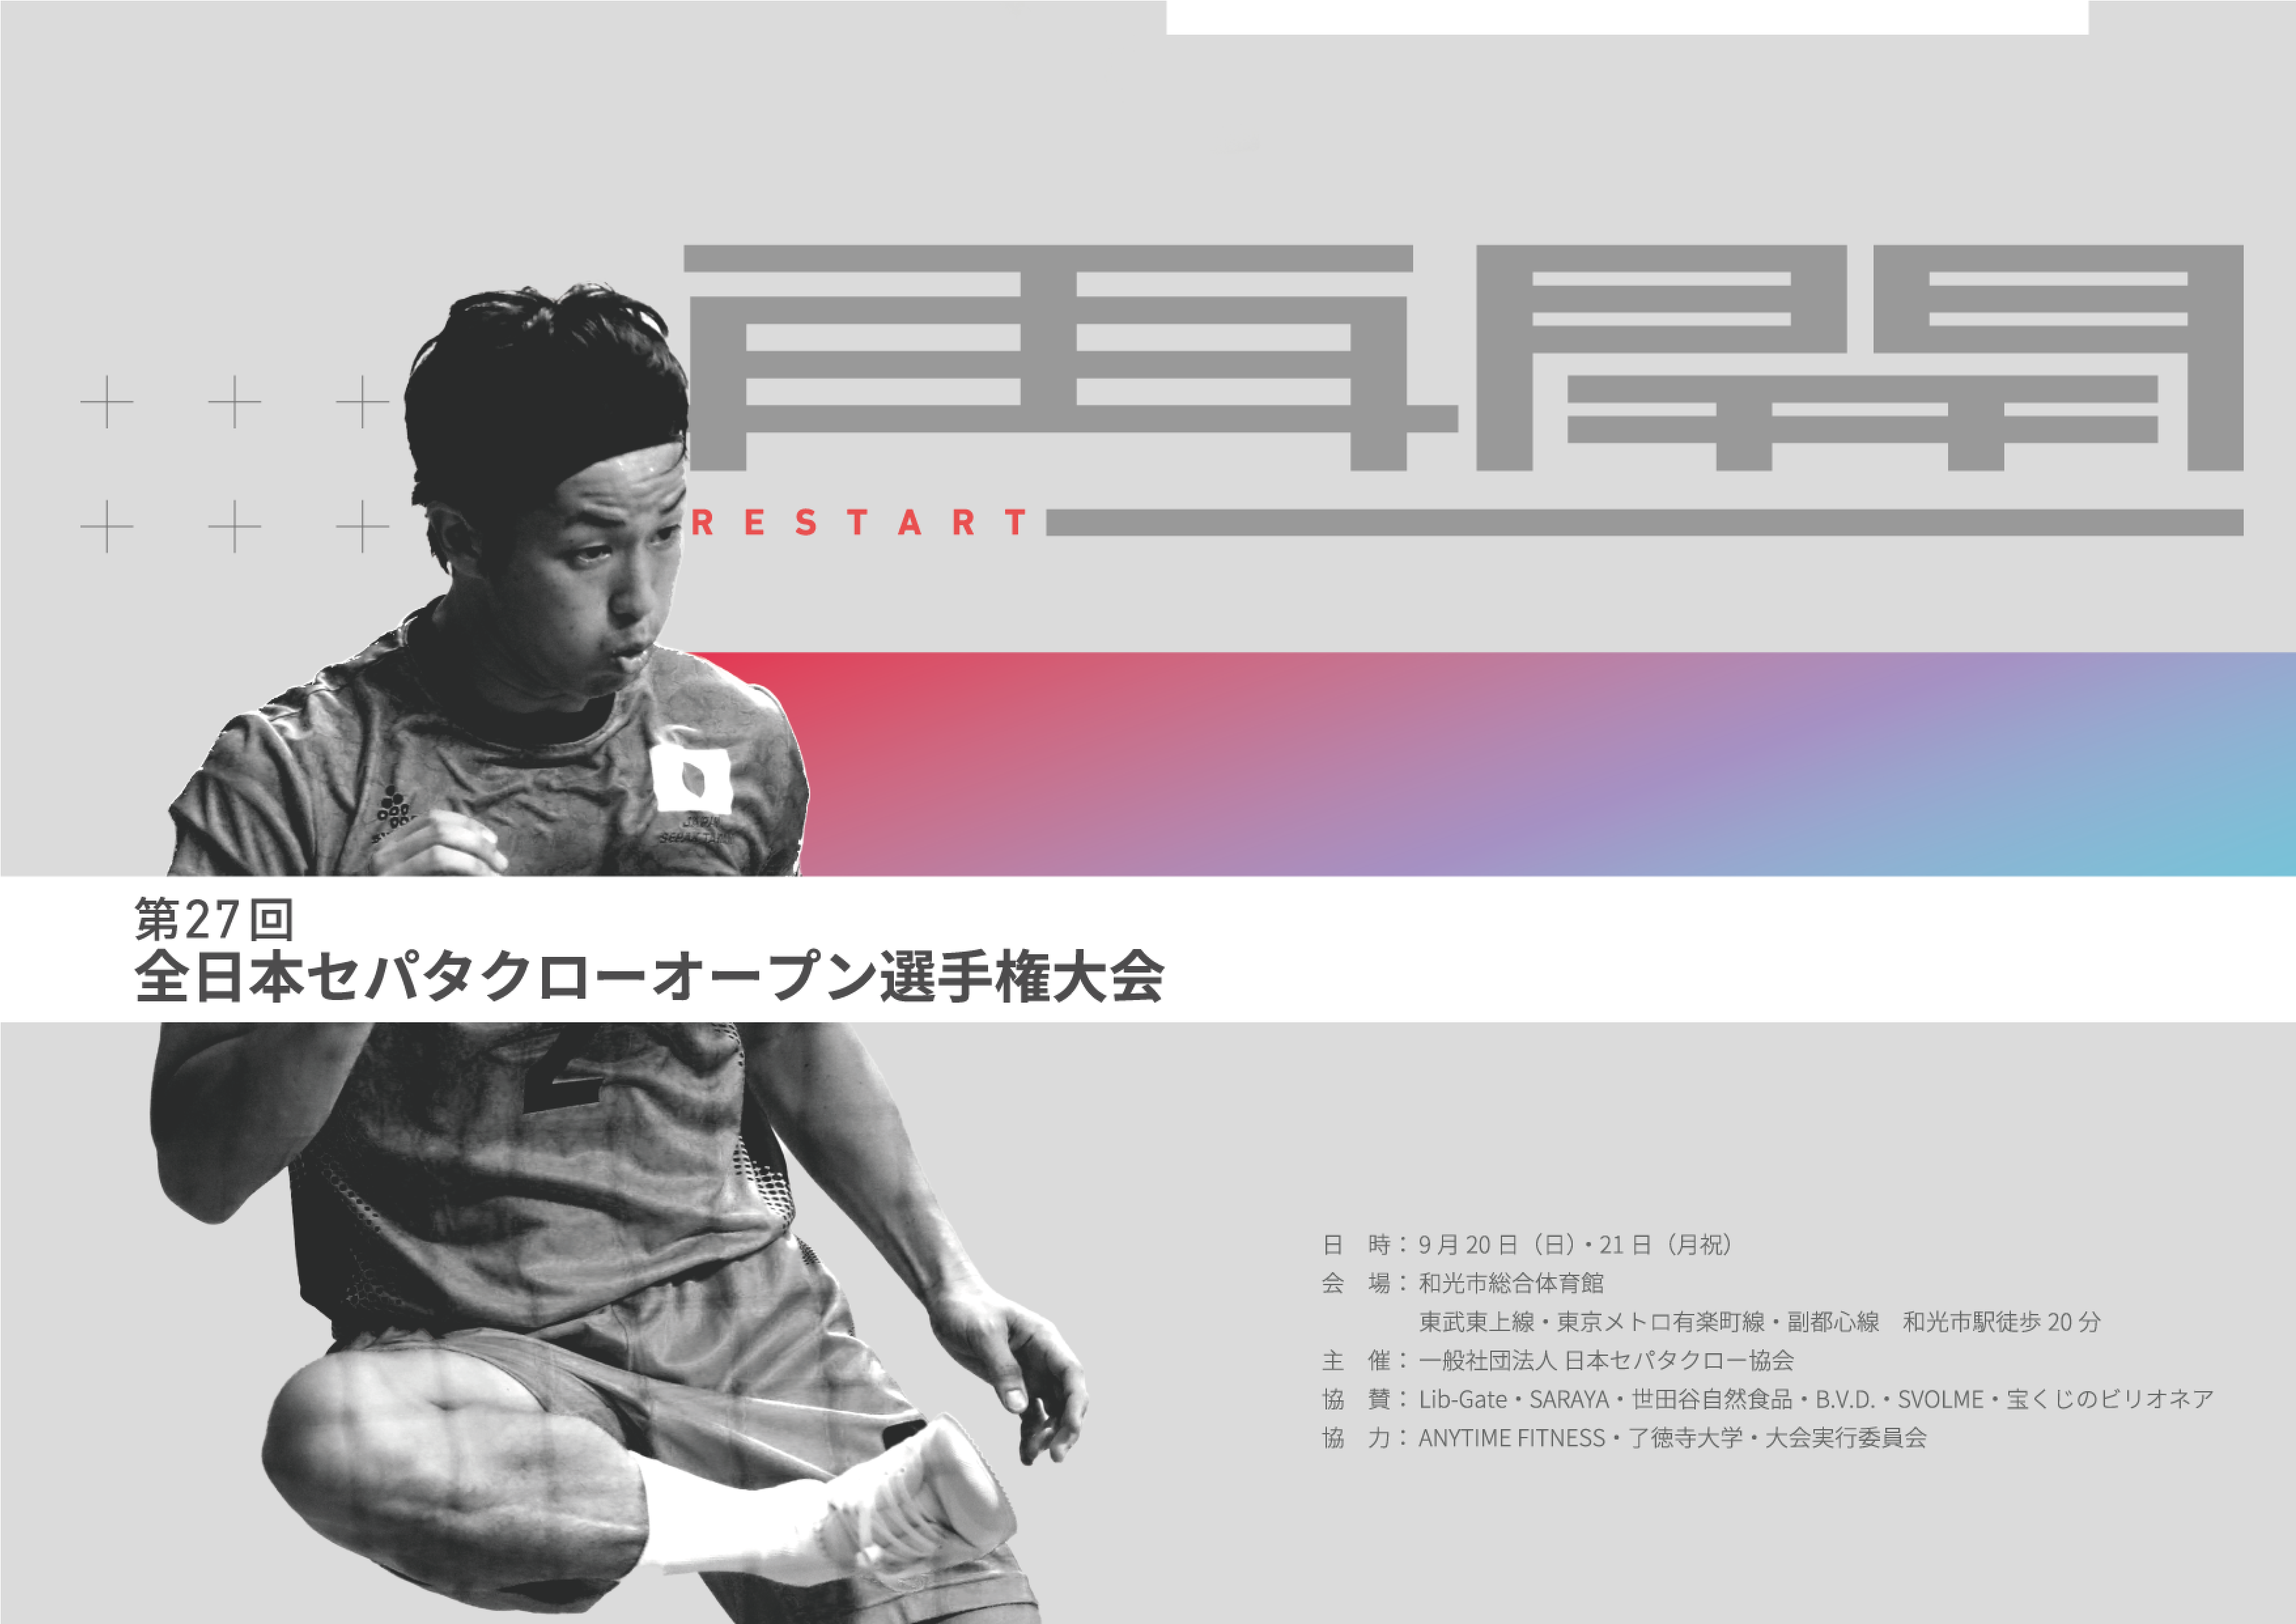 再開
RESTART
JAPAN
第27回
全日本セパタクローオープン選手権大会
2
日　時：9月20日（日）・21日（月祝）
会　場：和光市総合体育館
東武東上線・東京メトロ有楽町線・副都心線　和光市駅徒歩20分
主　催：一般社団法人 日本セパタクロー協会
協　賛：Lib-Gate・SARAYA・世田谷自然食品・B.V.D.・SVOLME・宝くじのビリオネア
協　力：ANYTIME FITNESS・了徳寺大学・大会実行委員会